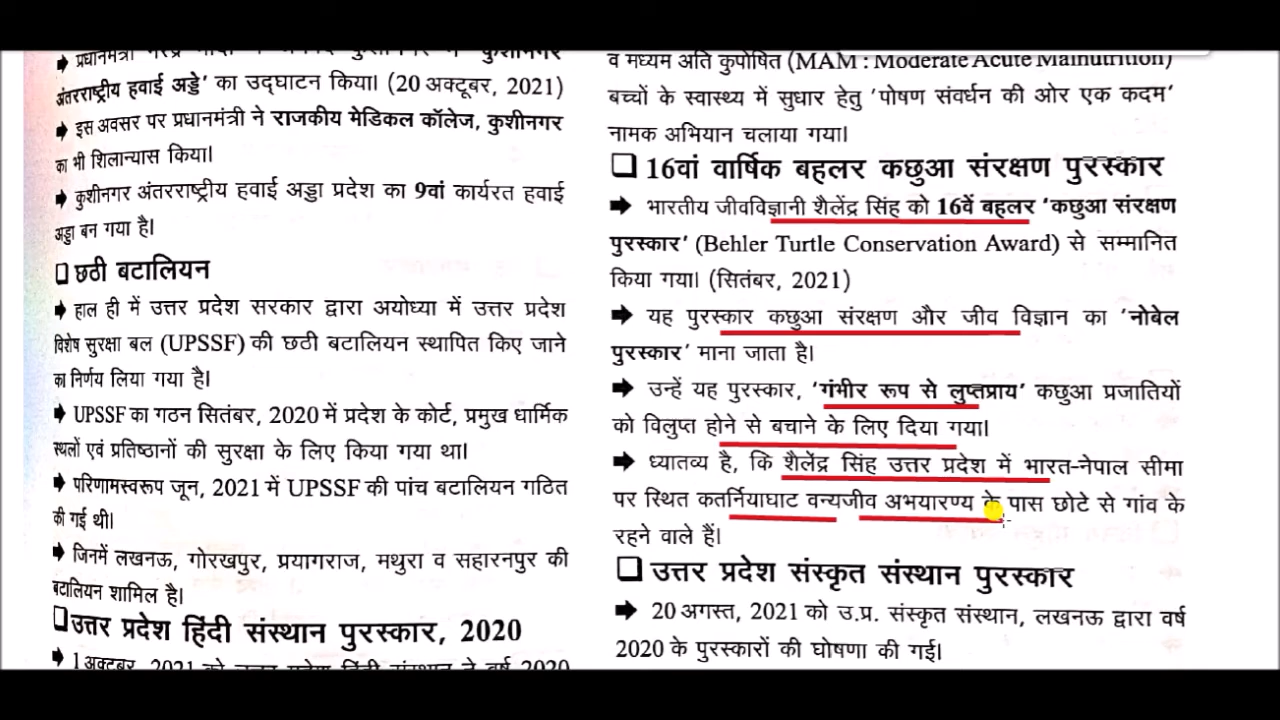 अंतरराष्ट्रीय हवाई अड्डे' का उद्घाटन किया। (20 अक्टूबर, 2021)
➡ इस अवसर पर प्रधानमंत्री ने राजकीय मेडिकल कॉलेज, कुशीनगर
का भी शिलान्यास किया।
➡ कुशीनगर अंतरराष्ट्रीय हवाई अड्डा प्रदेश का 9वां कार्यरत हवाई
अड्डा बन गया है।
❑ छठी बटालियन
➡ हाल ही में उत्तर प्रदेश सरकार द्वारा अयोध्या में उत्तर प्रदेश
विशेष सुरक्षा बल (UPSSF) की छठी बटालियन स्थापित किए जाने
का निर्णय लिया गया है।
➡ UPSSF का गठन सितंबर, 2020 में प्रदेश के कोर्ट, प्रमुख धार्मिक
स्थलों एवं प्रतिष्ठानों की सुरक्षा के लिए किया गया था।
➡ परिणामस्वरूप जून, 2021 में UPSSF की पांच बटालियन गठित
की गई थी।
➡ जिनमें लखनऊ, गोरखपुर, प्रयागराज, मथुरा व सहारनपुर की
बटालियन शामिल है।
❑ उत्तर प्रदेश हिंदी संस्थान पुरस्कार, 2020
व मध्यम अति कुपोषित (MAM : Moderate Acute Malnutrition)
बच्चों के स्वास्थ्य में सुधार हेतु 'पोषण संवर्धन की ओर एक कदम'
नामक अभियान चलाया गया।
❑ 16वां वार्षिक बहलर कछुआ संरक्षण पुरस्कार
➡ भारतीय जीवविज्ञानी शैलेंद्र सिंह को 16वें बहलर 'कछुआ संरक्षण
पुरस्कार' (Behler Turtle Conservation Award) से सम्मानित
किया गया। (सितंबर, 2021)
➡ यह पुरस्कार कछुआ संरक्षण और जीव विज्ञान का 'नोबेल
पुरस्कार' माना जाता है।
➡ उन्हें यह पुरस्कार, 'गंभीर रूप से लुप्तप्राय' कछुआ प्रजातियों
को विलुप्त होने से बचाने के लिए दिया गया।
➡ ध्यातव्य है, कि शैलेंद्र सिंह उत्तर प्रदेश में भारत-नेपाल सीमा
पर स्थित कतर्नियाघाट वन्यजीव अभयारण्य के पास छोटे से गांव के
रहने वाले हैं।
❑ उत्तर प्रदेश संस्कृत संस्थान पुरस्कार
➡ 20 अगस्त, 2021 को उ.प्र. संस्कृत संस्थान, लखनऊ द्वारा वर्ष
2020 के पुरस्कारों की घोषणा की गई।